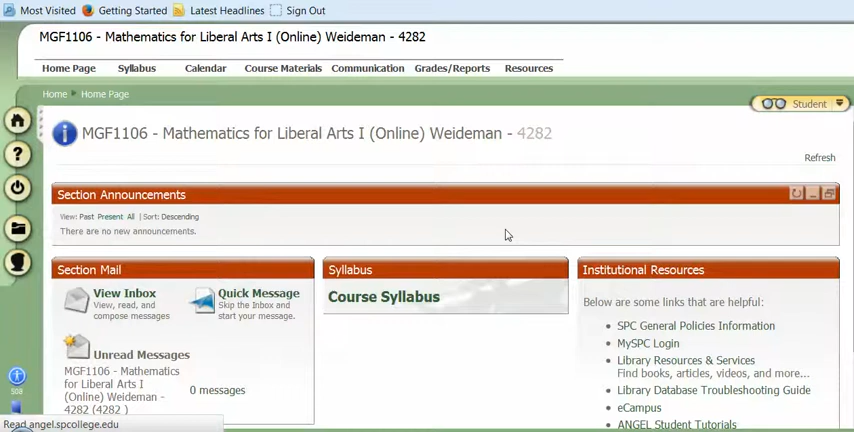 Most Visited Getting Started Latest Headlines Sign Out
MGF1106 - Mathematics for Liberal Arts I (Online) Weideman - 4282
Home Page Syllabus Calendar Course Materials Communication Grades/Reports Resources
Home Home Page
Student
MGF1106 - Mathematics for Liberal Arts I (Online) Weideman - 4282
Refresh
Section Announcements
View: Past Present All | Sort: Descending
There are no new announcements.
Section Mail
View Inbox
View, read, and
compose messages
Quick Message
Skip the Inbox and
start your message.
Unread Messages
MGF1106 - Mathematics
for Liberal Arts I
(Online) Weideman -
4282 (4282 )
0 messages
Syllabus
Course Syllabus
Institutional Resources
Below are some links that are helpful:
SPC General Policies Information
MySPC Login
Library Resources & Services
Find books, articles, videos, and more...
Library Database Troubleshooting Guide
eCampus
ANGEL Student Tutorials
508
Read angel.spcollege.edu